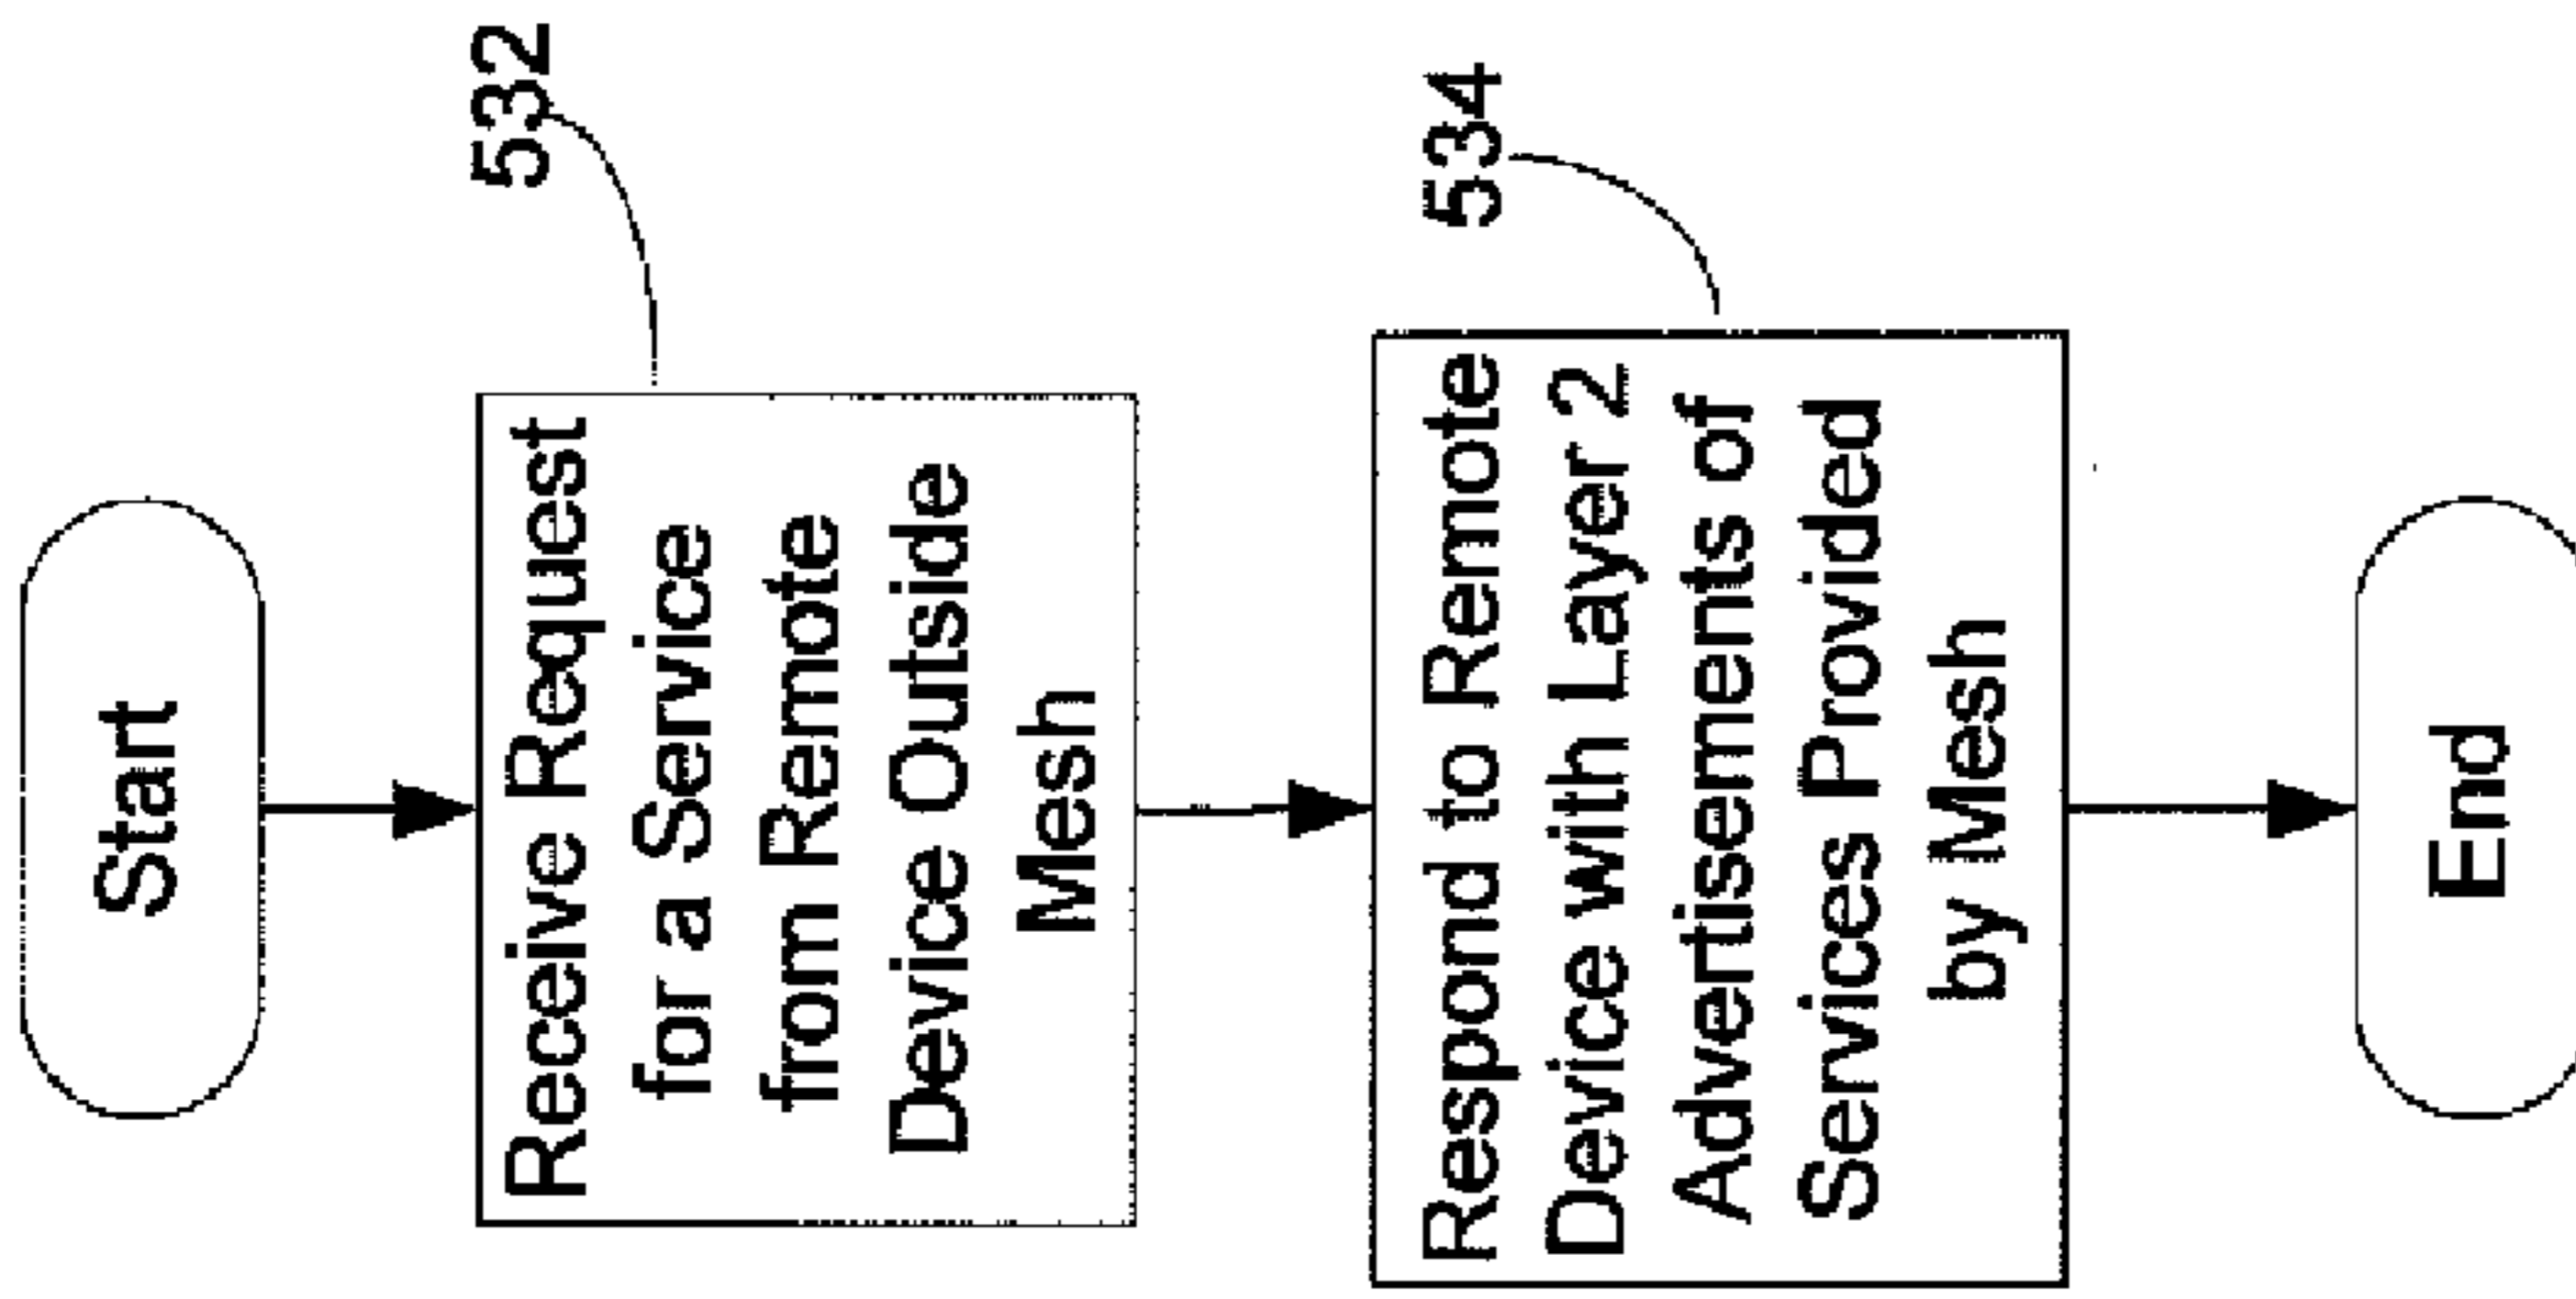 Start
532
Receive Request
for a Service
from Remote
Device Outside
Mesh
534
Respond to Remote
Device with Layer 2
Advertisements of
Services Provided
by Mesh
End